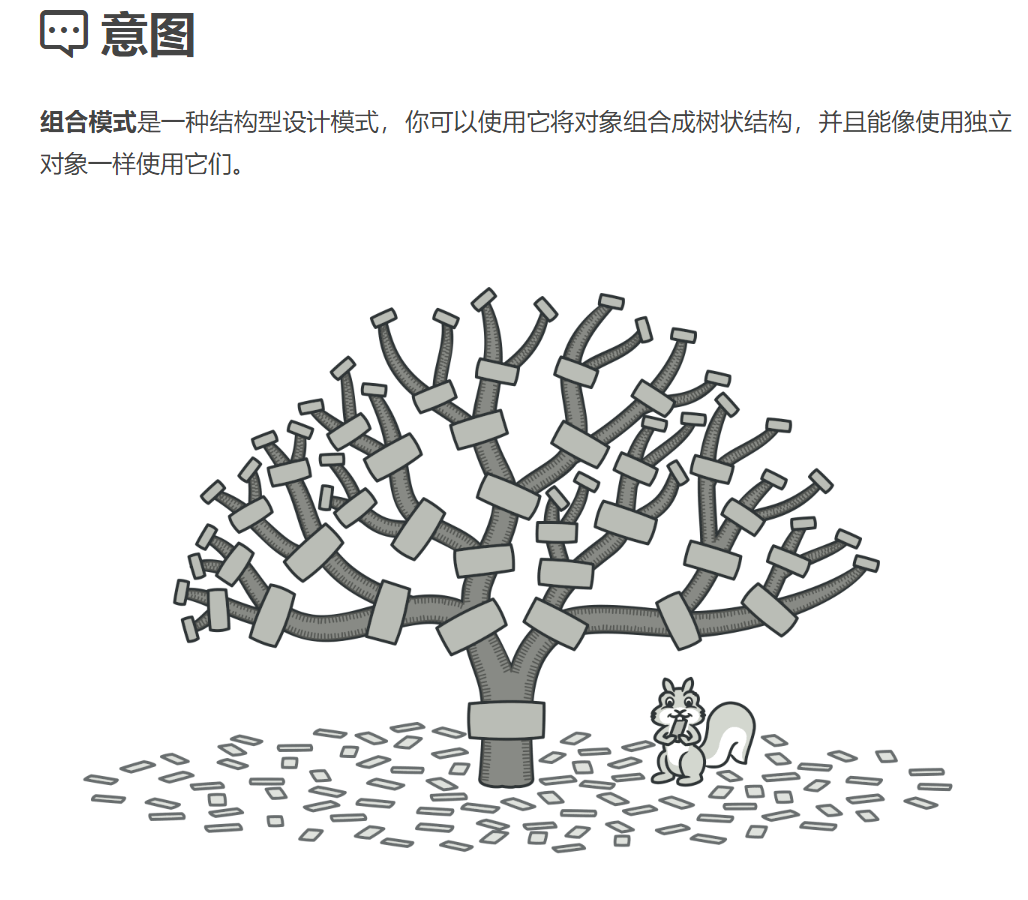 意图
组合模式是一种结构型设计模式，你可以使用它将对象组合成树状结构，并且能像使用独立
对象一样使用它们。